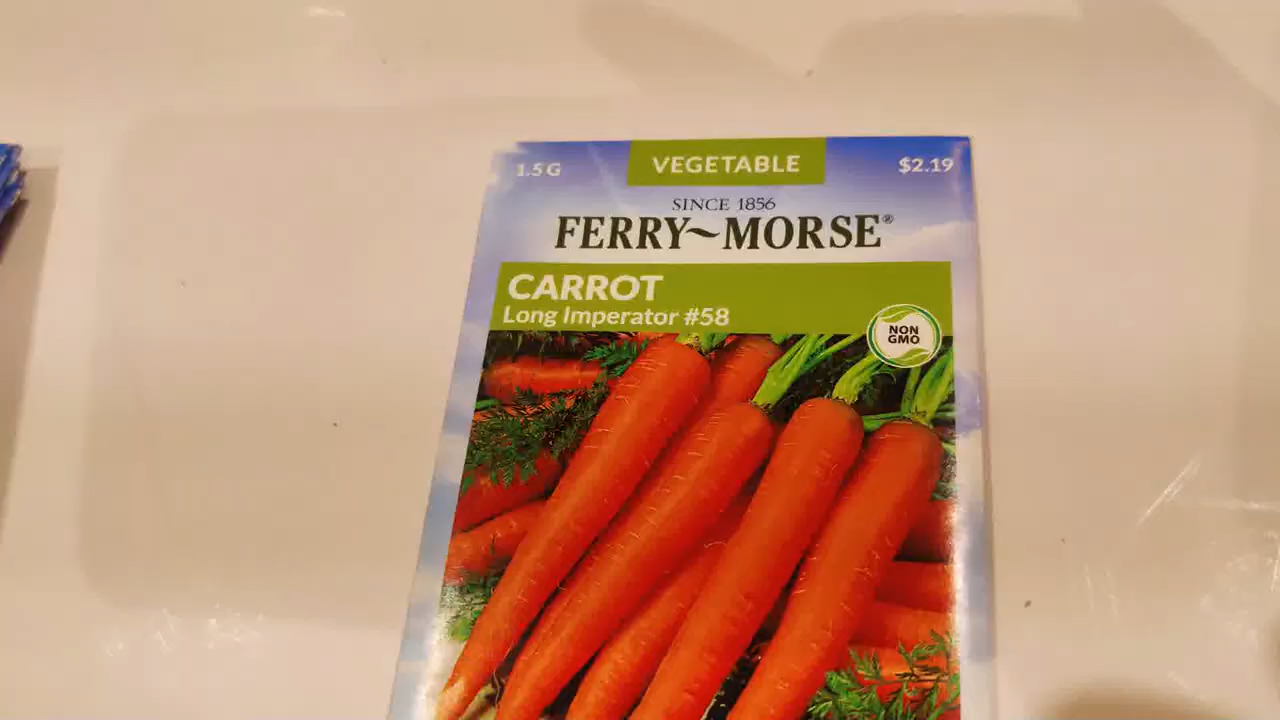 1.5 G
VEGETABLE
$2.19
SINCE 1856
FERRY~MORSE®
CARROT
Long Imperator #58
NON
GMO